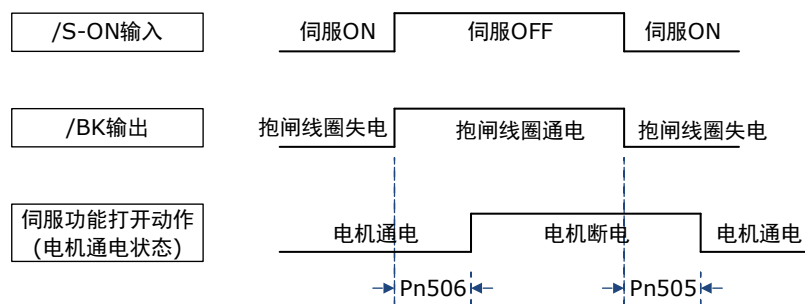 /S-ON输入
伺服ON
伺服OFF
伺服ON
/BK输出
抱闸线圈失电
抱闸线圈通电
抱闸线圈失电
伺服功能打开动作
(电机通电状态)
电机通电
电机断电
电机通电
Pn506
Pn505